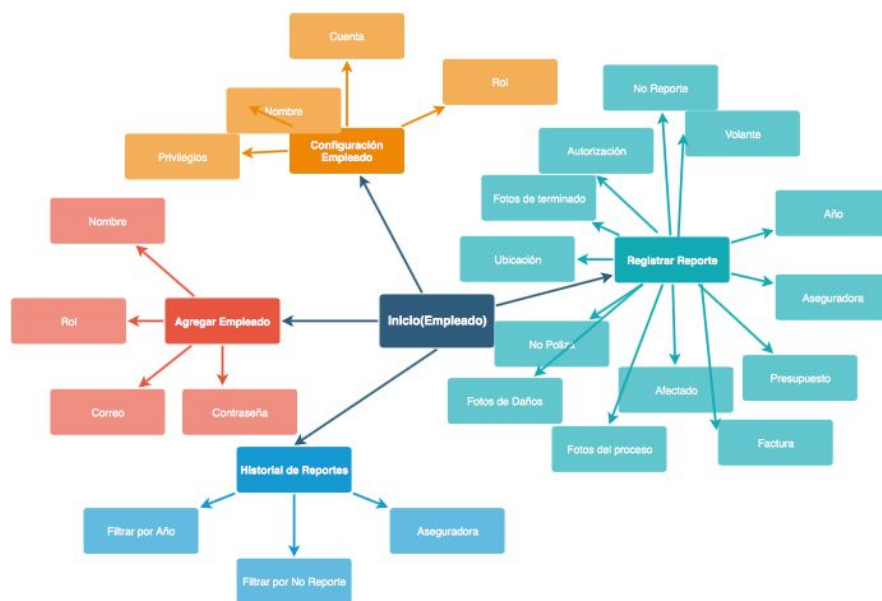 Cuenta
Rol
Nombre
Configuración
Empleado
Privilegios
No Reporte
Volante
Autorización
Fotos de terminado
Año
Ubicación
Registrar Reporte
Aseguradora
Nombre
Rol
Agregar Empleado
Inicio(Empleado)
Correo
Contraseña
No Poliza
Fotos de Daños
Afectado
Presupuesto
Fotos del proceso
Factura
Historial de Reportes
Filtrar por Año
Aseguradora
Filtrar por No Reporte